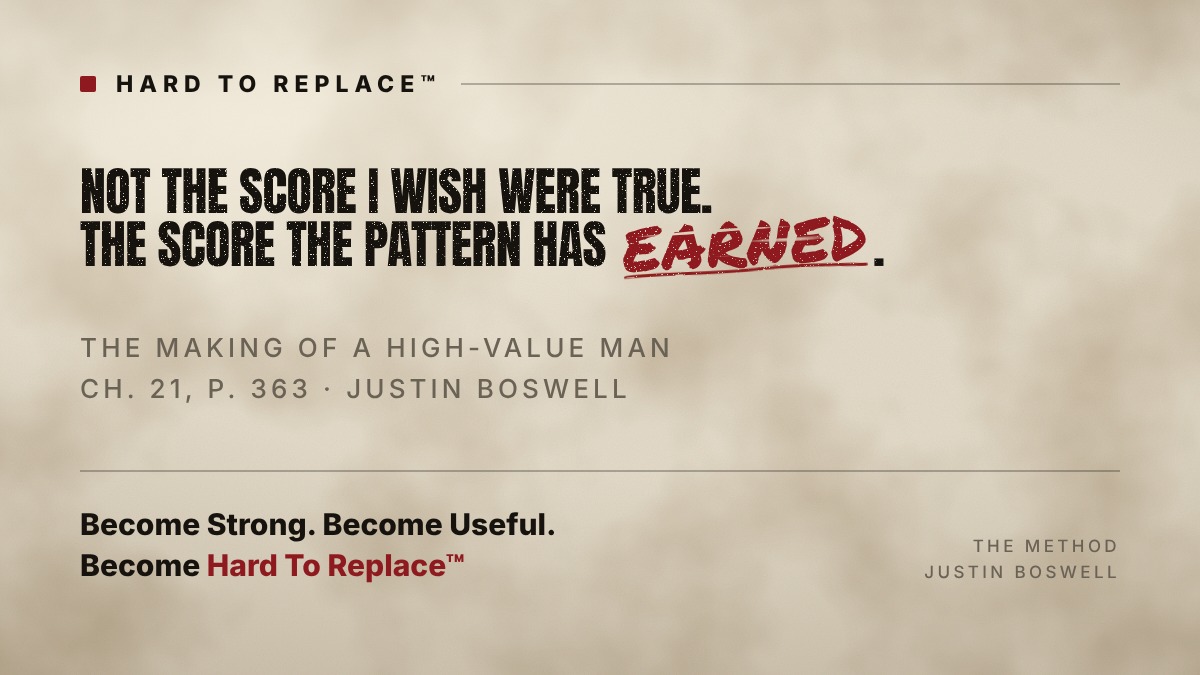 HARD TO REPLACE™
NOT THE SCORE I WISH WERE TRUE.
THE SCORE THE PATTERN HAS EARNED.
THE MAKING OF A HIGH-VALUE MAN
CH. 21, P. 363 · JUSTIN BOSWELL
Become Strong. Become Useful.
Become Hard To Replace™
THE METHOD
JUSTIN BOSWELL